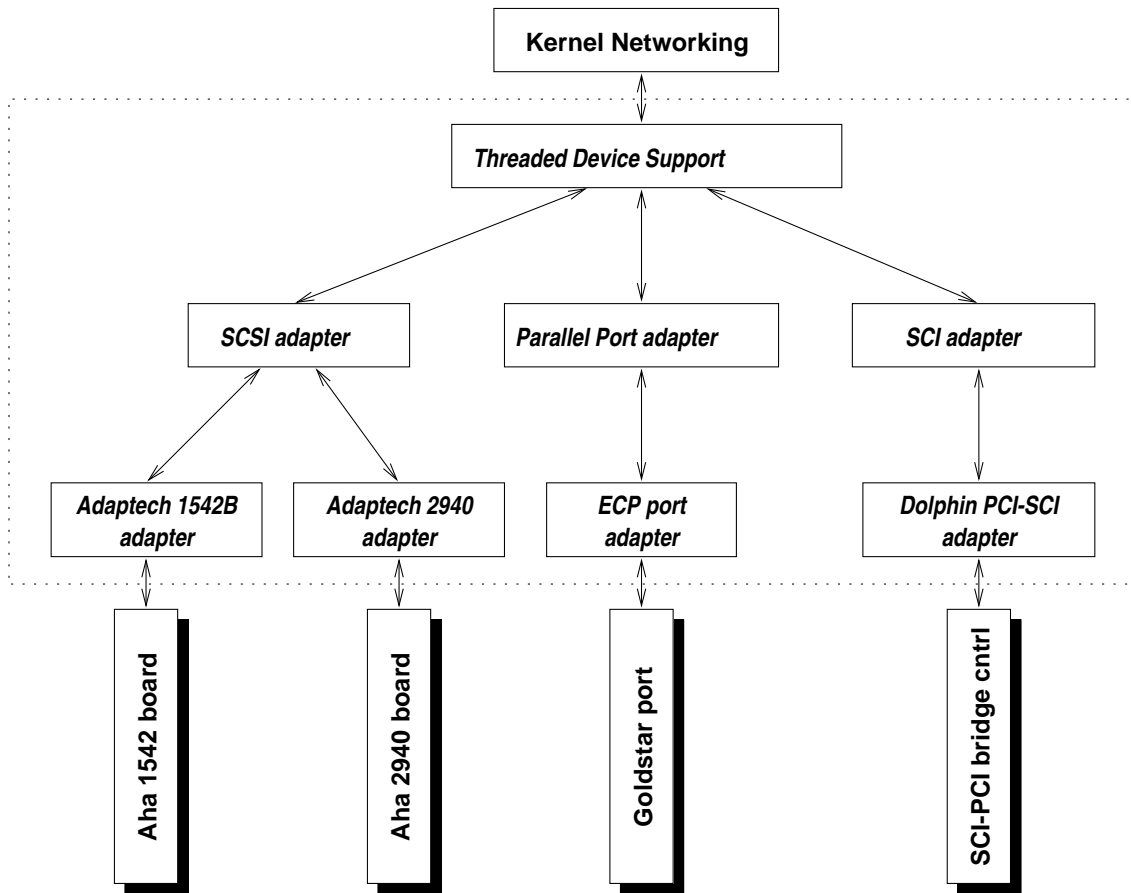 Kernel Networking
Threaded Device Support
SCSI adapter
Parallel Port adapter
SCI adapter
Adaptech 1542B
adapter
Adaptech 2940
adapter
ECP port
adapter
Dolphin PCI-SCI
adapter
Aha 1542 board
Aha 2940 board
Goldstar port
SCI-PCI bridge cntrl